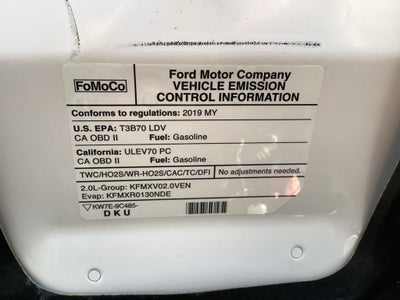 FoMoCo
Ford Motor Company
VEHICLE EMISSION
CONTROL INFORMATION
Conforms to regulations: 2019 MY
U.S. EPA: T3B70 LDV
CA OBD II Fuel: Gasoline
California: ULEV70 PC
CA OBD II Fuel: Gasoline
TWC/HO2S/WR-HO2S/CAC/TC/DFI No adjustments needed.
2.0L-Group: KFMXV02.0VEN
Evap: KFMXR0130NDE
KW7E-9C485-
DKU